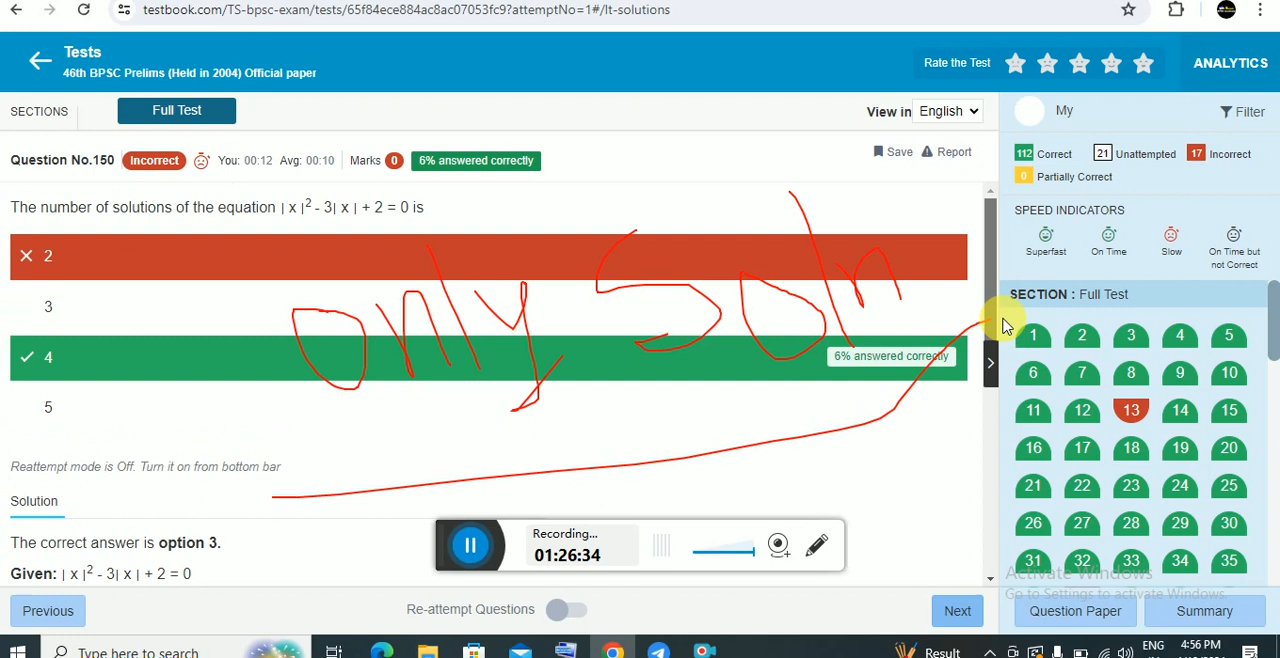 testbook.com/TS-bpsc-exam/tests/65f84ece884ac8ac07053fc9?attemptNo=1#/lt-solutions
Tests
46th BPSC Prelims (Held in 2004) Official paper
Rate the Test
ANALYTICS
SECTIONS
Full Test
View in English
My
Filter
Question No.150 Incorrect You: 00:12 Avg: 00:10 Marks 0 6% answered correctly
Save Report
112 Correct 21 Unattempted 17 Incorrect
0 Partially Correct
The number of solutions of the equation | x |² - 3| x | + 2 = 0 is
2
3
4
6% answered correctly
5
only Soln
SPEED INDICATORS
Superfast On Time Slow On Time but
not Correct
SECTION : Full Test
1 2 3 4 5
6 7 8 9 10
11 12 13 14 15
16 17 18 19 20
21 22 23 24 25
26 27 28 29 30
31 32 33 34 35
Reattempt mode is Off. Turn it on from bottom bar
Solution
The correct answer is option 3.
Given: | x |² - 3| x | + 2 = 0
Recording...
01:26:34
Activate Windows
Go to Settings to activate Windows.
Previous
Re-attempt Questions
Next
Question Paper
Summary
Type here to search
Result
ENG
4:56 PM